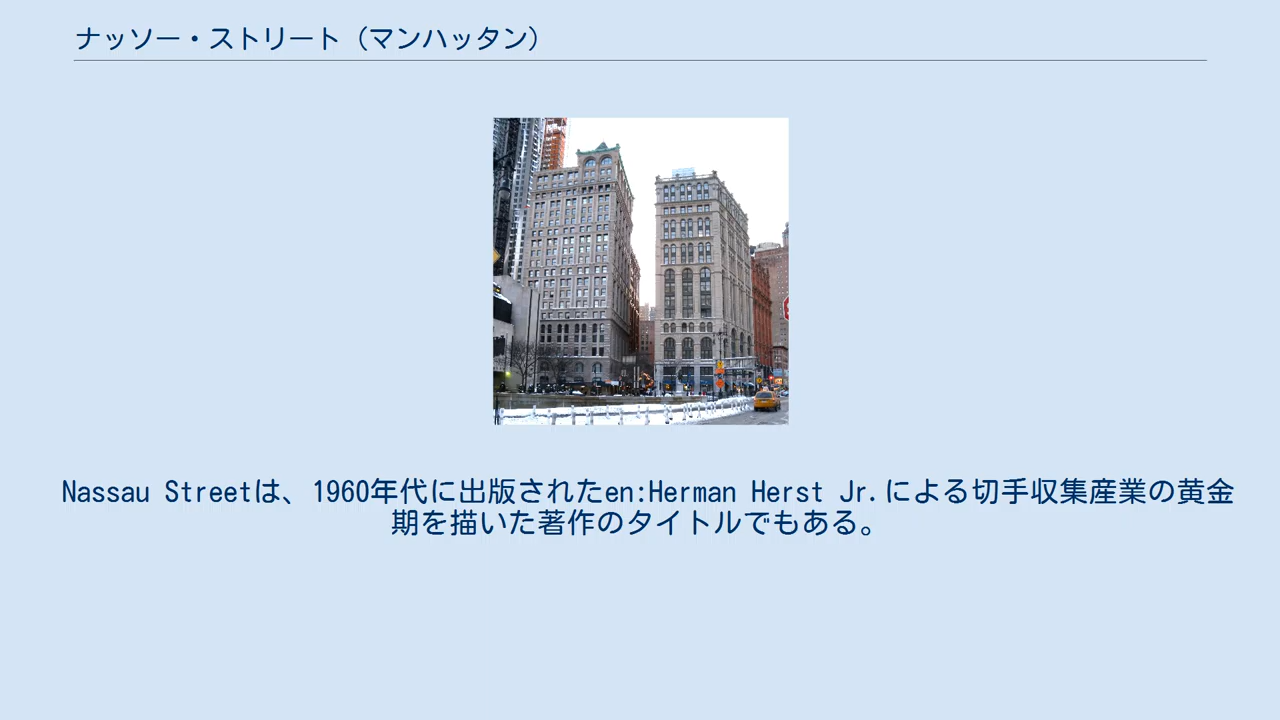 ナッソー・ストリート（マンハッタン）
Nassau Streetは、1960年代に出版されたen:Herman Herst Jr.による切手収集産業の黄金
期を描いた著作のタイトルでもある。